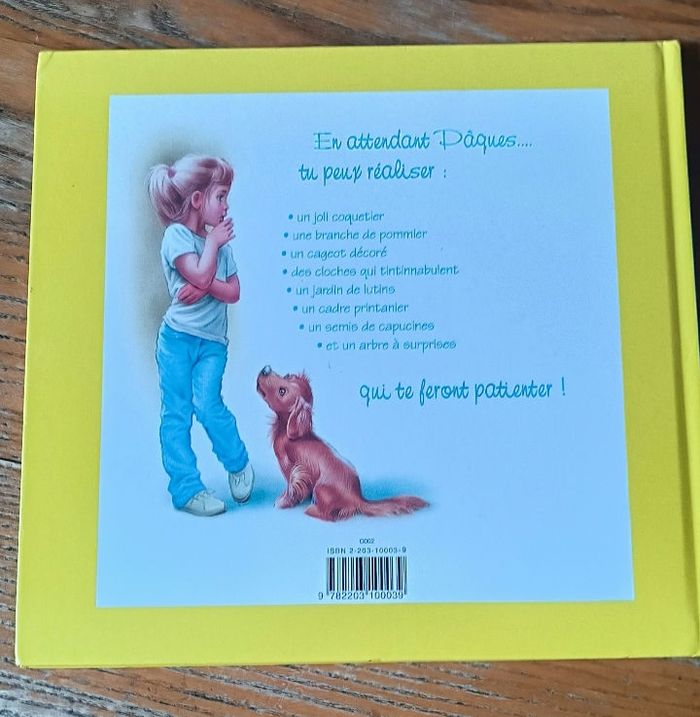 En attendant Pâques....
tu peux réaliser :
• un joli coquetier
• une branche de pommier
• un cageot décoré
• des cloches qui tintinnabulent
• un jardin de lutins
• un cadre printanier
• un semis de capucines
• et un arbre à surprises
qui te feront patienter !
0002
ISBN 2-203-10003-9
9 782203 100039